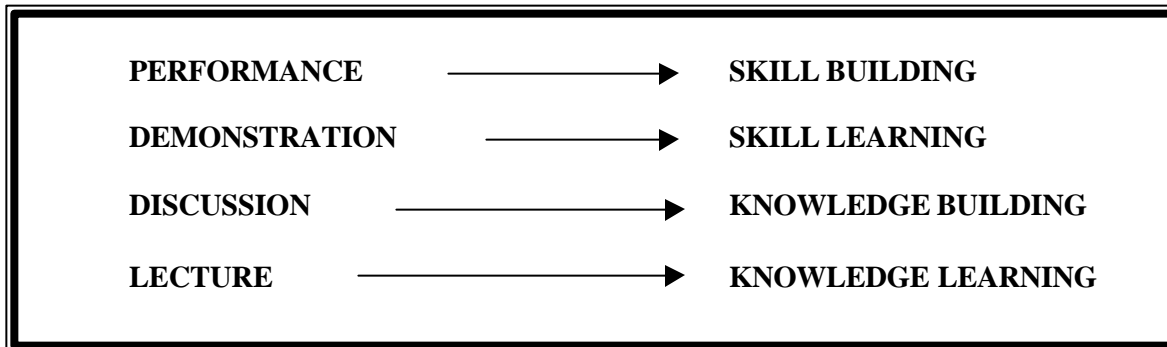 PERFORMANCE SKILL BUILDING
DEMONSTRATION SKILL LEARNING
DISCUSSION KNOWLEDGE BUILDING
LECTURE KNOWLEDGE LEARNING